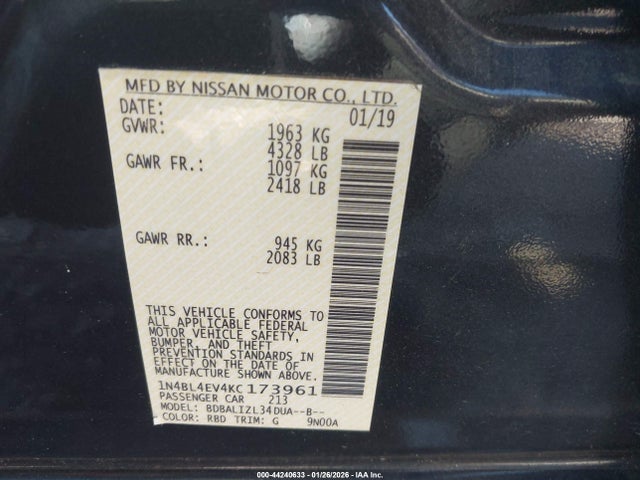 MFD BY NISSAN MOTOR CO., LTD.
DATE: 01/19
GVWR: 1963 KG
4328 LB
GAWR FR.: 1097 KG
2418 LB
GAWR RR.: 945 KG
2083 LB
THIS VEHICLE CONFORMS TO
ALL APPLICABLE FEDERAL
MOTOR VEHICLE SAFETY,
BUMPER, AND THEFT
PREVENTION STANDARDS IN
EFFECT ON THE DATE OF
MANUFACTURE SHOWN ABOVE.
1N4BL4EV4KC173961
PASSENGER CAR 213
MODEL: BDBALIZL34DUA--B--
COLOR: RBD TRIM: G 9N00A
000-44240633 - 01/26/2026 - IAA Inc.